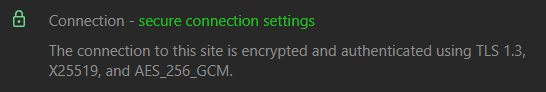 Connection - secure connection settings
The connection to this site is encrypted and authenticated using TLS 1.3,
X25519, and AES_256_GCM.